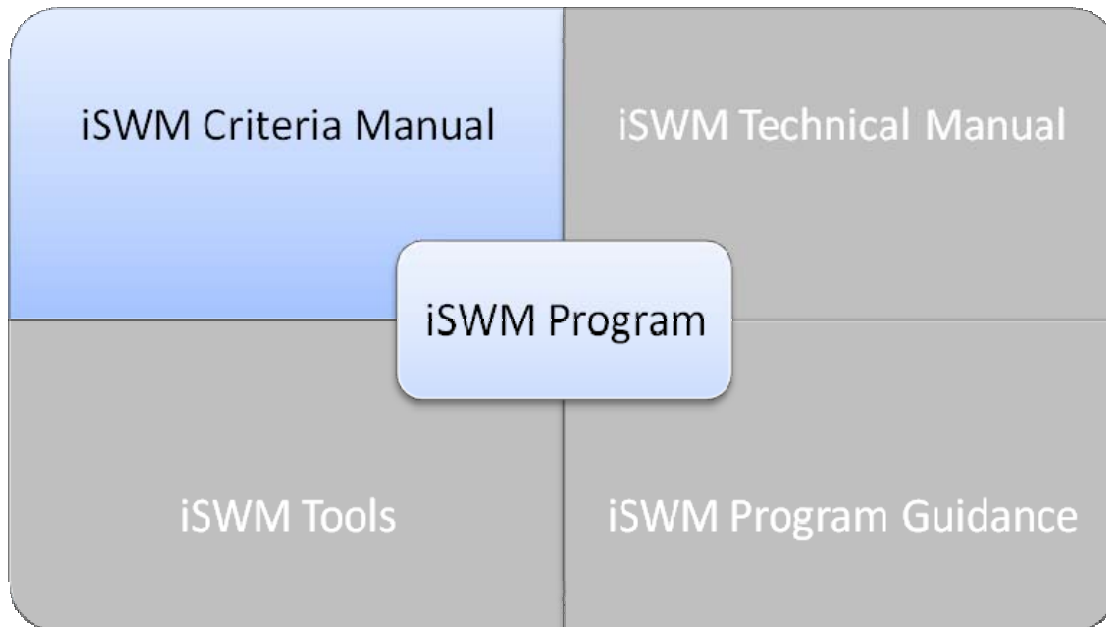 iSWM Criteria Manual
iSWM Technical Manual
iSWM Program
iSWM Tools
iSWM Program Guidance